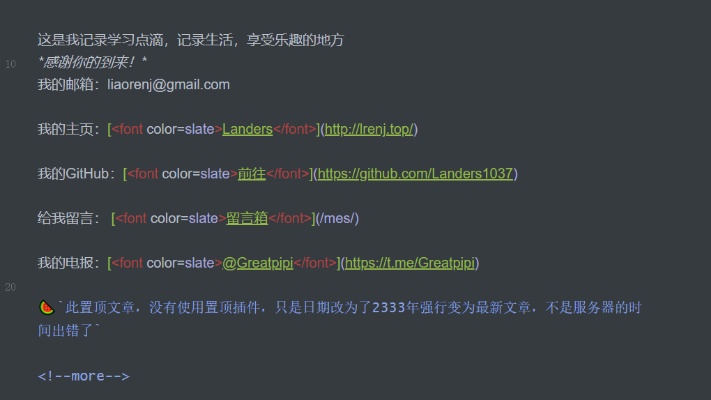 这是我记录学习点滴，记录生活，享受乐趣的地方
10 *感谢你的到来！*
我的邮箱：liaorenj@gmail.com
我的主页：[<font color=slate>Landers</font>](http://lrenj.top/)
我的GitHub：[<font color=slate>前往</font>](https://github.com/Landers1037)
给我留言： [<font color=slate>留言箱</font>](/mes/)
我的电报：[<font color=slate>@Greatpipi</font>](https://t.me/Greatpipi)
20
🍉`此置顶文章，没有使用置顶插件，只是日期改为了2333年强行变为最新文章，不是服务器的时
间出错了`
<!--more-->